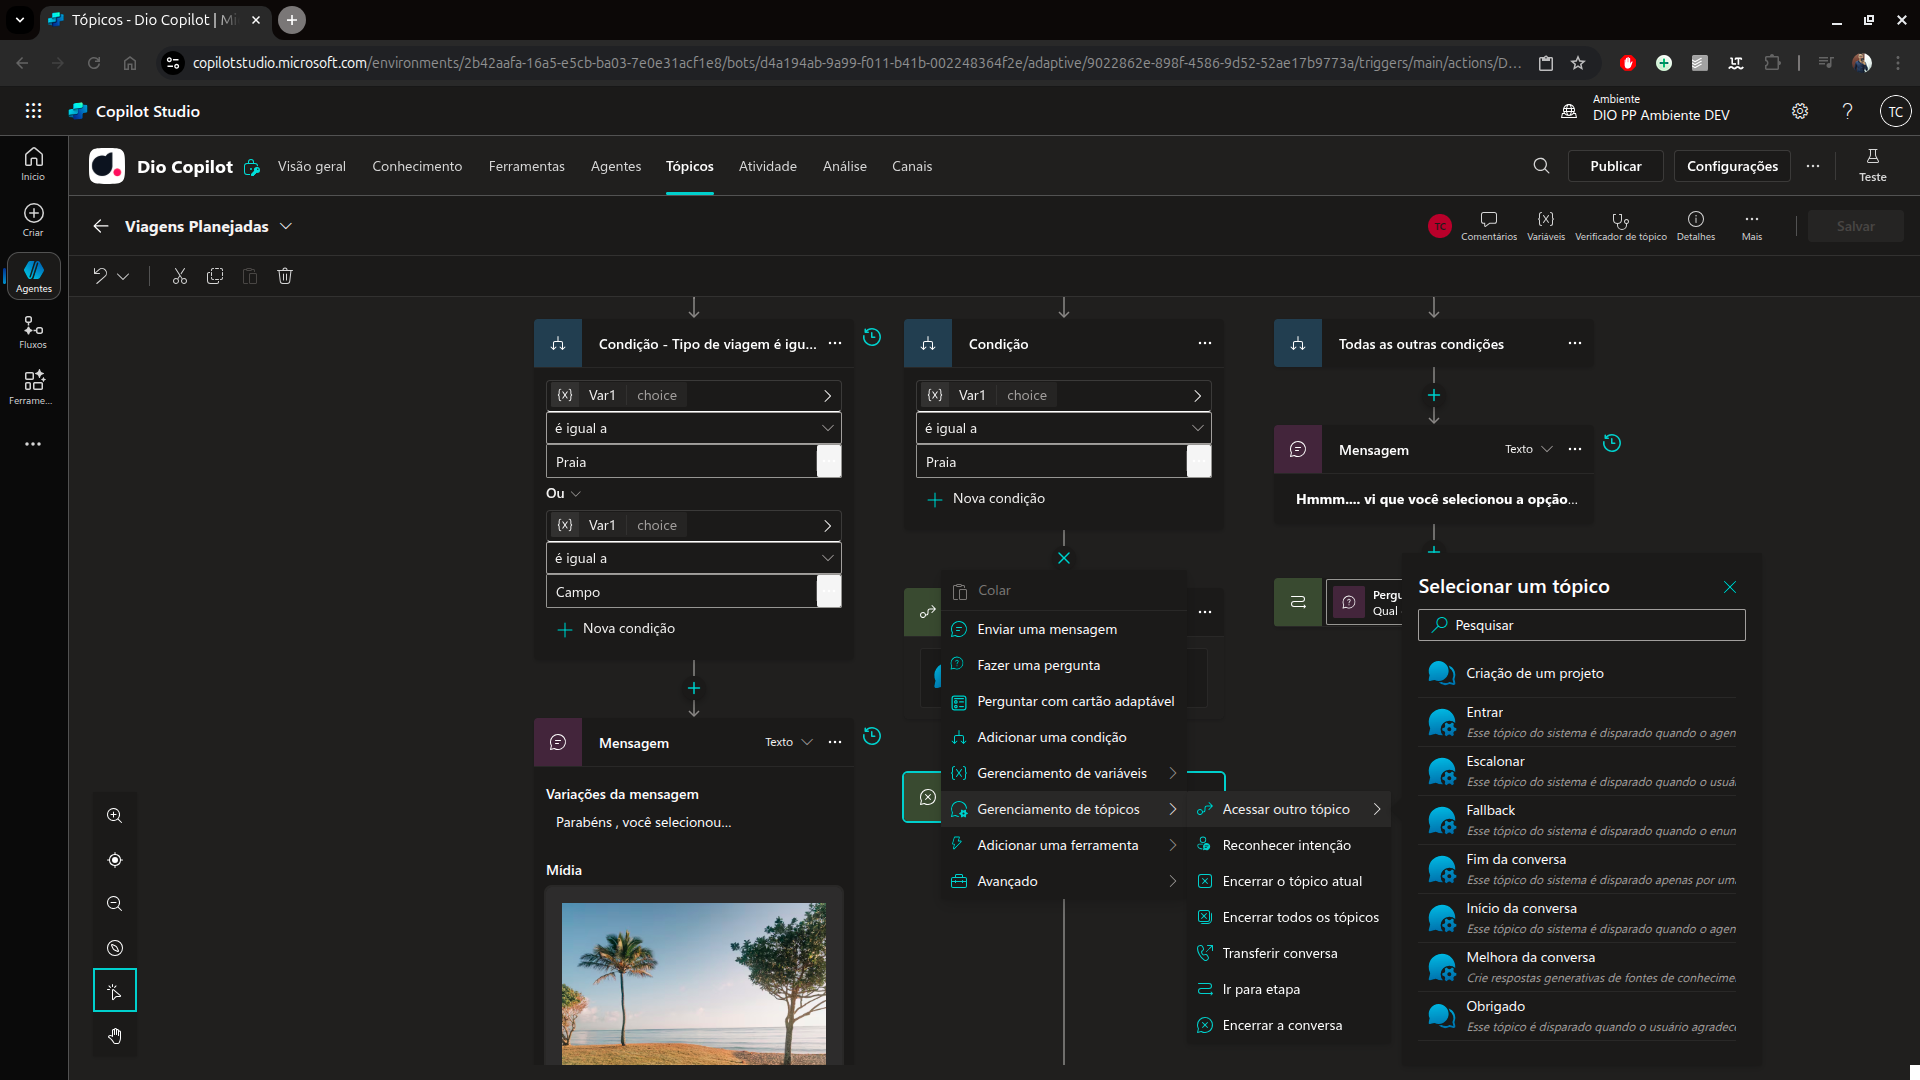 Tópicos - Dio Copilot | Mi
copilotstudio.microsoft.com/environments/2b42aafa-16a5-e5cb-ba03-7e0e31acf1e8/bots/d4a194ab-9a99-f011-b41b-002248364f2e/adaptive/9022862e-898f-4586-9d52-52ae17b9773a/triggers/main/actions/D...
Copilot Studio
Ambiente
DIO PP Ambiente DEV
TC
Início
Criar
Agentes
Fluxos
Ferrame...
Dio Copilot
Visão geral
Conhecimento
Ferramentas
Agentes
Tópicos
Atividade
Análise
Canais
Publicar
Configurações
Teste
Viagens Planejadas
TC
Comentários
Variáveis
Verificador de tópico
Detalhes
Mais
Salvar
Condição - Tipo de viagem é igu...
{x} Var1 choice
é igual a
Praia
Ou
{x} Var1 choice
é igual a
Campo
Nova condição
Mensagem
Texto
Variações da mensagem
Parabéns , você selecionou...
Mídia
Condição
{x} Var1 choice
é igual a
Praia
Nova condição
Colar
Enviar uma mensagem
Fazer uma pergunta
Perguntar com cartão adaptável
Adicionar uma condição
Gerenciamento de variáveis
Gerenciamento de tópicos
Adicionar uma ferramenta
Avançado
Acessar outro tópico
Reconhecer intenção
Encerrar o tópico atual
Encerrar todos os tópicos
Transferir conversa
Ir para etapa
Encerrar a conversa
Todas as outras condições
Mensagem
Texto
Hmmm.... vi que você selecionou a opção...
Pergu
Qual
Selecionar um tópico
Pesquisar
Criação de um projeto
Entrar
Esse tópico do sistema é disparado quando o agen
Escalonar
Esse tópico do sistema é disparado quando o usuá
Fallback
Esse tópico do sistema é disparado quando o enun
Fim da conversa
Esse tópico do sistema é disparado apenas por um
Início da conversa
Esse tópico do sistema é disparado quando o agen
Melhora da conversa
Crie respostas generativas de fontes de conhecime
Obrigado
Esse tópico é disparado quando o usuário agradec